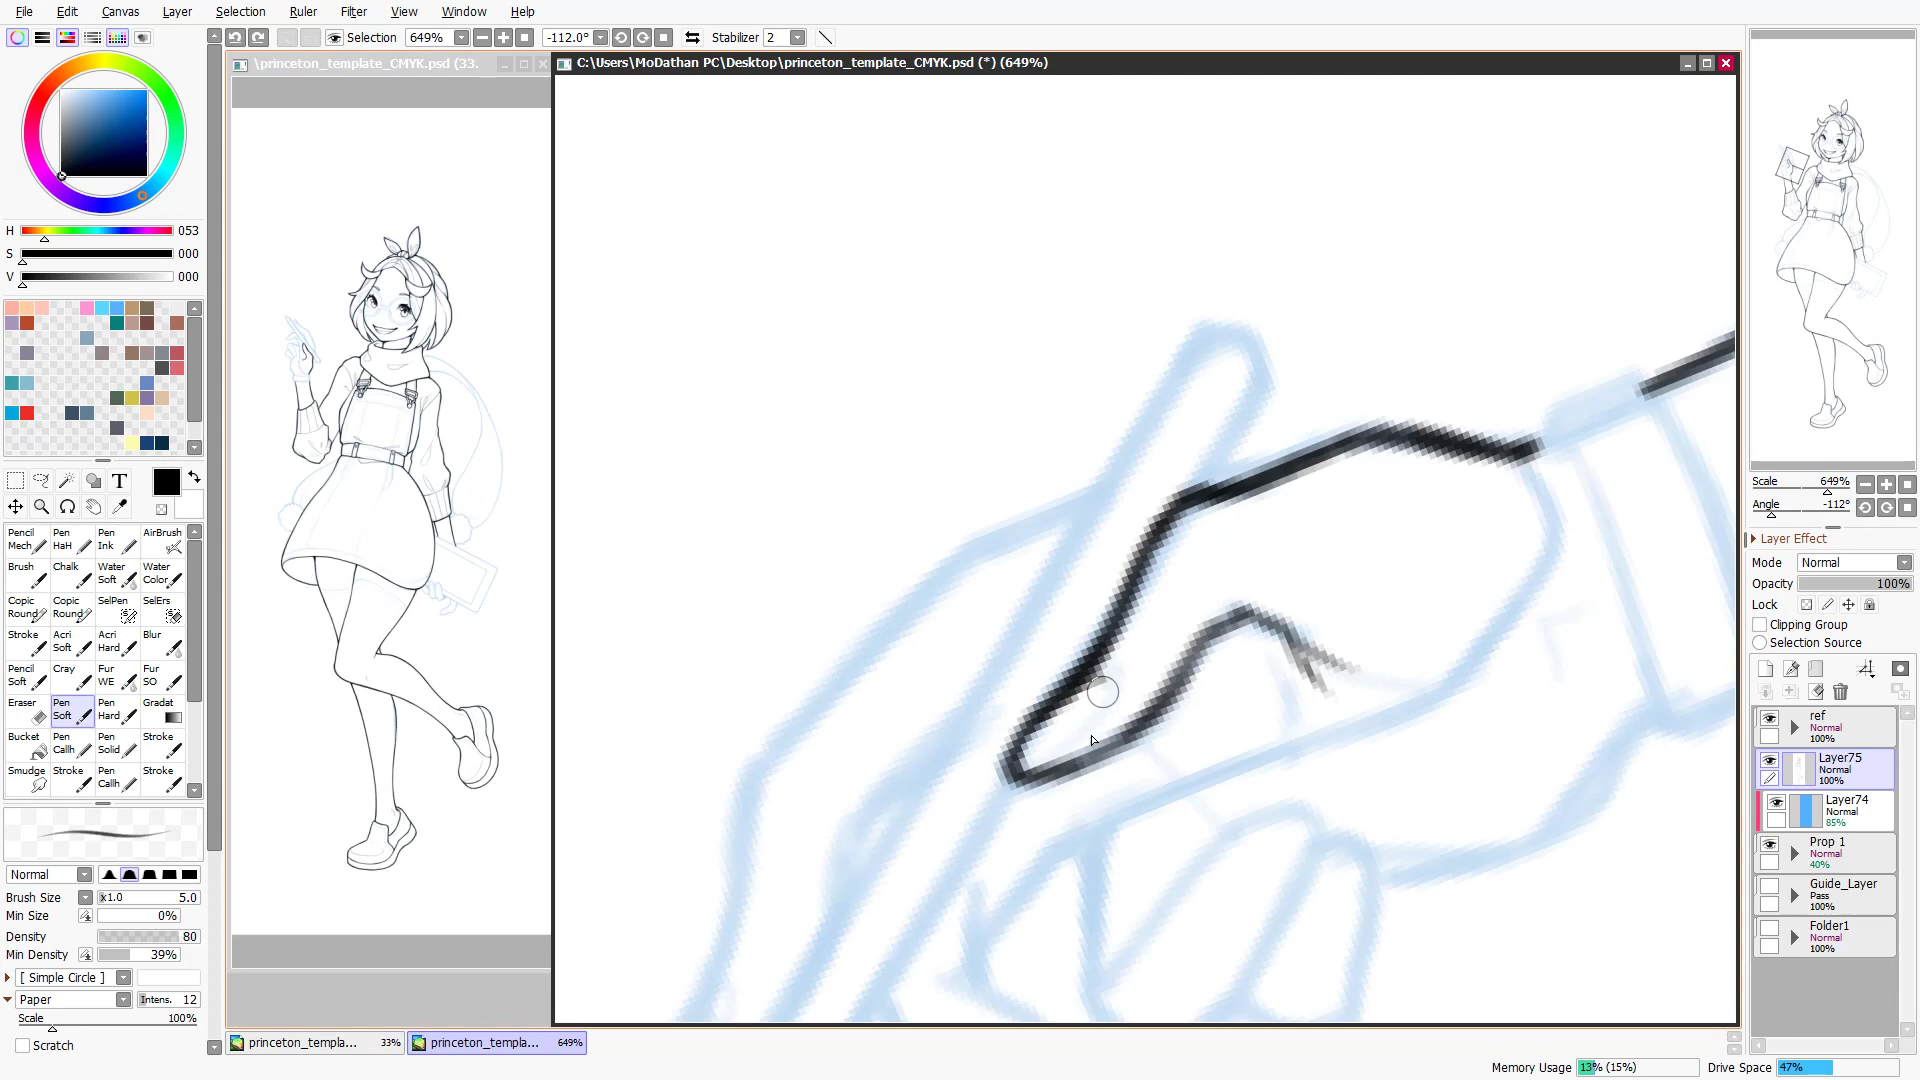 File Edit Canvas Layer Selection Ruler Filter View Window Help
Selection 649% -112.0° Stabilizer 2
\princeton_template_CMYK.psd (33.
C:\Users\MoDathan PC\Desktop\princeton_template_CMYK.psd (*) (649%)
H 053
S 000
V 000
T
Pencil Mech
Pen HaH
Pen Ink
AirBrush
Brush
Chalk
Water Soft
Water Color
Copic Round
Copic Round
SelPen
SelErs
Stroke
Acri Soft
Acri Hard
Blur
Pencil Soft
Cray
Fur WE
Fur SO
Eraser
Pen Soft
Pen Hard
Gradat
Bucket
Pen Callh
Pen Solid
Stroke
Smudge
Stroke
Pen Callh
Stroke
Normal
Brush Size x1.0 5.0
Min Size 0%
Density 80
Min Density 39%
[ Simple Circle ]
Paper Intens. 12
Scale 100%
Scratch
princeton_templa... 33%
princeton_templa... 649%
Memory Usage 13% (15%) Drive Space 47%
Scale 649%
Angle -112°
Layer Effect
Mode Normal
Opacity 100%
Lock
Clipping Group
Selection Source
ref
Normal
100%
Layer75
Normal
100%
Layer74
Normal
85%
Prop 1
Normal
40%
Guide_Layer
Pass
100%
Folder1
Normal
100%